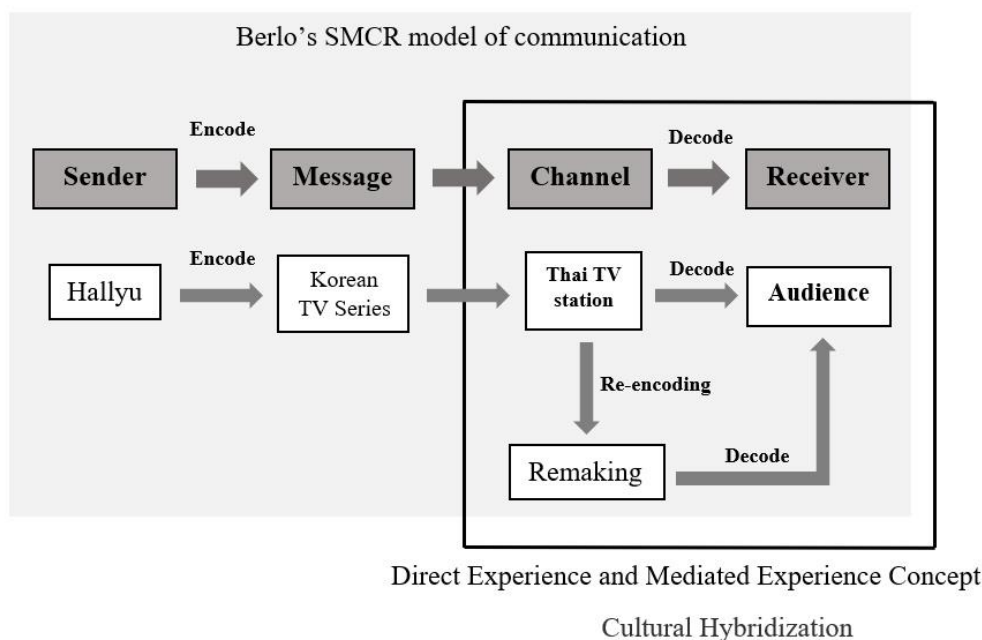 Berlo’s SMCR model of communication
Encode
Decode
Sender
Message
Channel
Receiver
Encode
Decode
Hallyu
Korean
TV Series
Thai TV
station
Audience
Re-encoding
Remaking
Decode
Direct Experience and Mediated Experience Concept
Cultural Hybridization